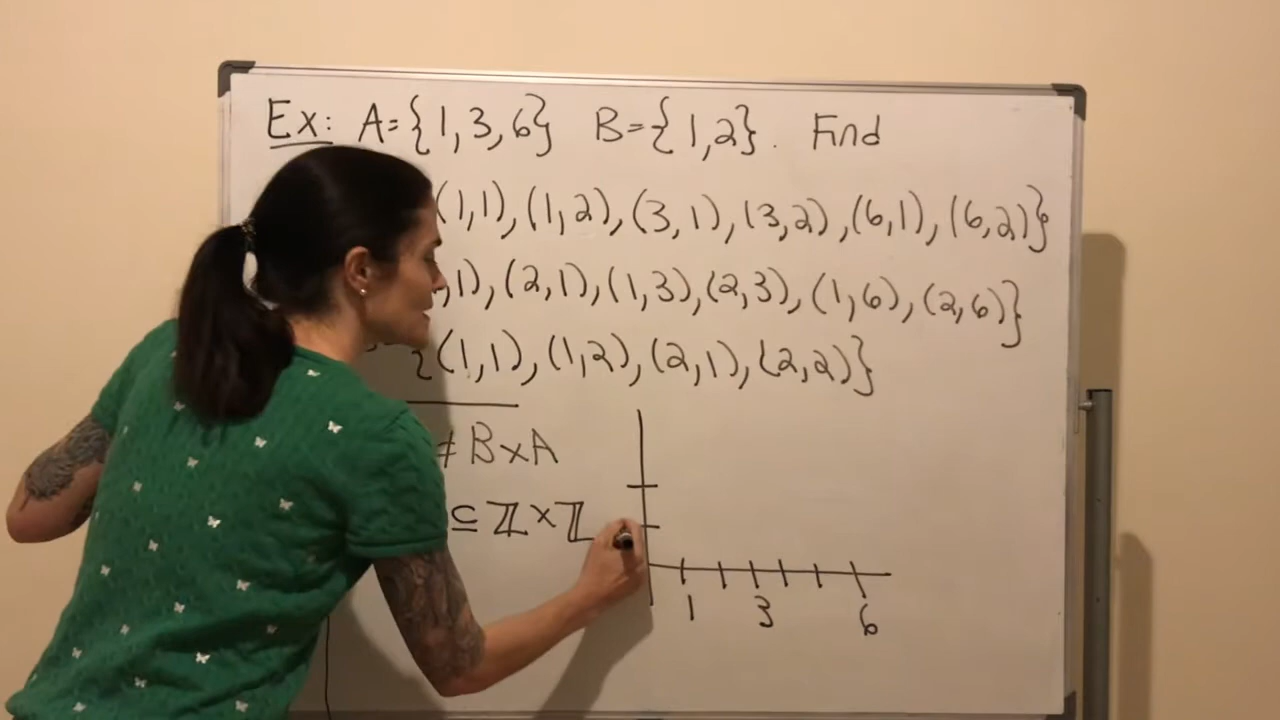 Ex: A={1,3,6} B={1,2}. Find
(1,1),(1,2),(3,1),(3,2),(6,1),(6,2)}
,1),(2,1),(1,3),(2,3),(1,6),(2,6)}
{(1,1),(1,2),(2,1),(2,2)}
≠ B×A
⊆ ℤ×ℤ
1 3 6